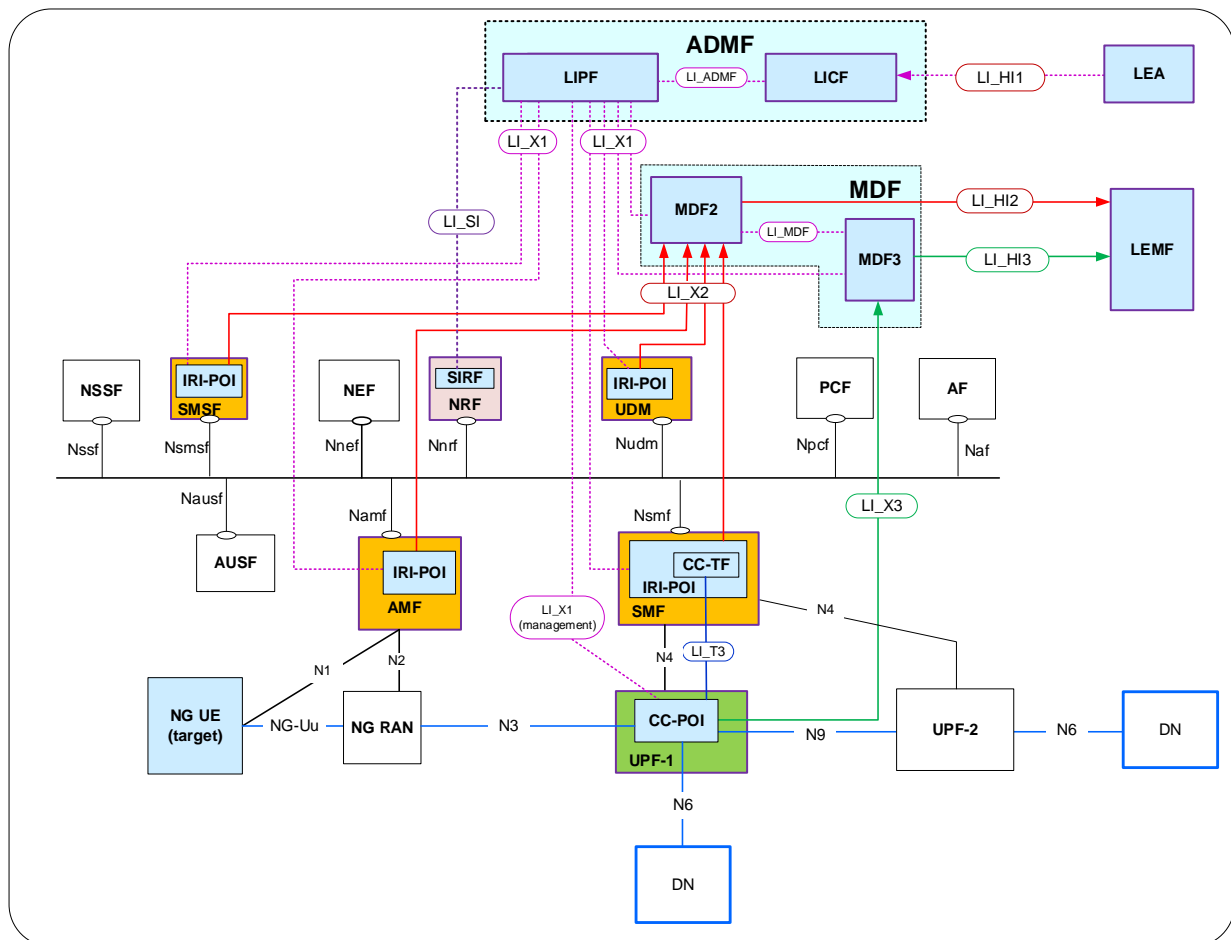 ADMF
LIPF
LI_ADMF
LICF
LI_HI1
LEA
LI_X1
LI_X1
MDF
MDF2
LI_HI2
LI_SI
LI_MDF
MDF3
LI_HI3
LEMF
LI_X2
NSSF
IRI-POI
SMSF
NEF
SIRF
NRF
IRI-POI
UDM
PCF
AF
Nssf
Nsmsf
Nnef
Nnrf
Nudm
Npcf
Naf
Nausf
Namf
Nsmf
LI_X3
AUSF
IRI-POI
AMF
CC-TF
IRI-POI
SMF
LI_X1
(management)
N4
N1
N2
N4
LI_T3
NG UE
(target)
NG-Uu
NG RAN
N3
CC-POI
UPF-1
N9
UPF-2
N6
DN
N6
DN